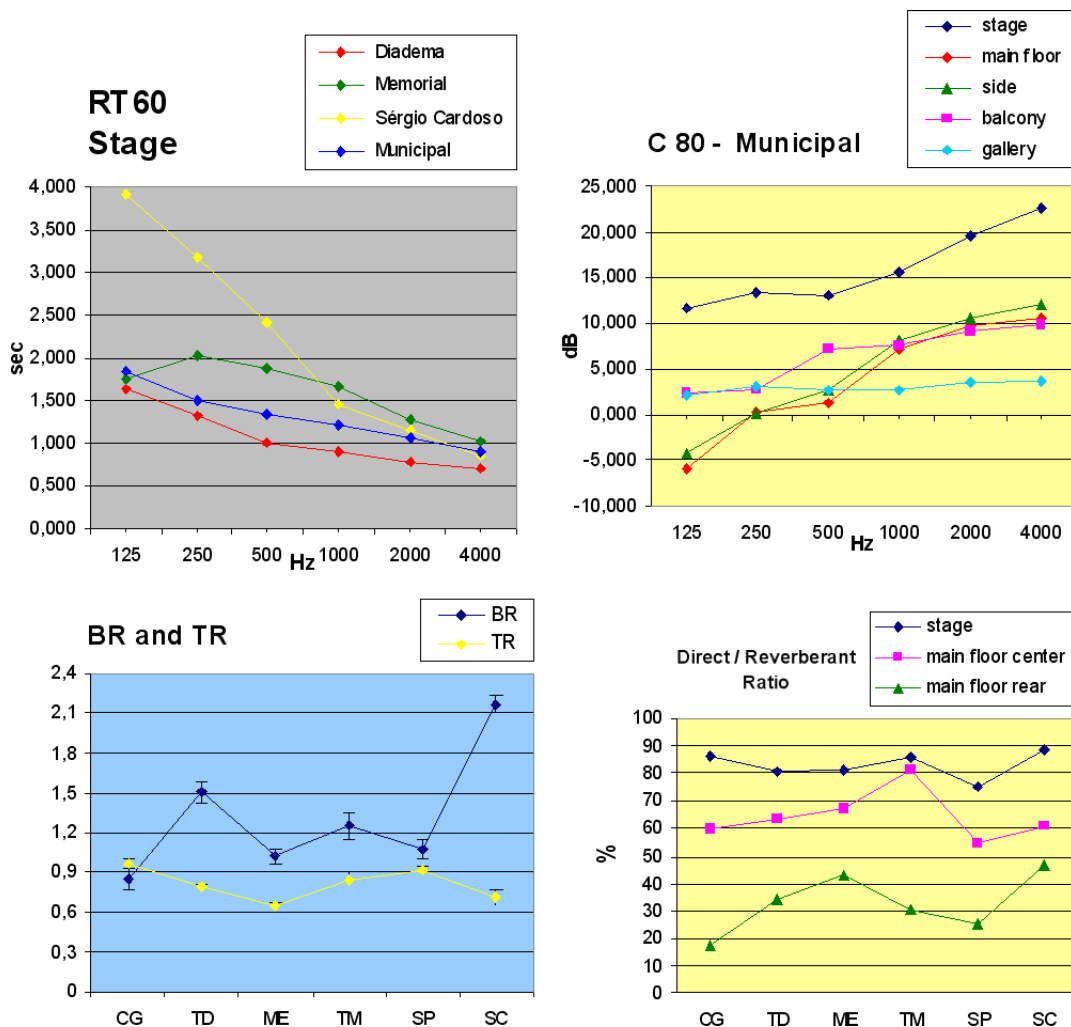 RT60
Stage
Diadema
Memorial
Sérgio Cardoso
Municipal
4,000
3,500
3,000
2,500
2,000
1,500
1,000
0,500
0,000
sec
125 250 500 1000 2000 4000
Hz
C 80 - Municipal
stage
main floor
side
balcony
gallery
25,000
20,000
15,000
10,000
5,000
0,000
-5,000
-10,000
dB
125 250 500 1000 2000 4000
Hz
BR and TR
BR
TR
2,4
2,1
1,8
1,5
1,2
0,9
0,6
0,3
0
CG TD ME TM SP SC
Direct / Reverberant
Ratio
stage
main floor center
main floor rear
100
90
80
70
60
50
40
30
20
10
0
%
CG TD ME TM SP SC